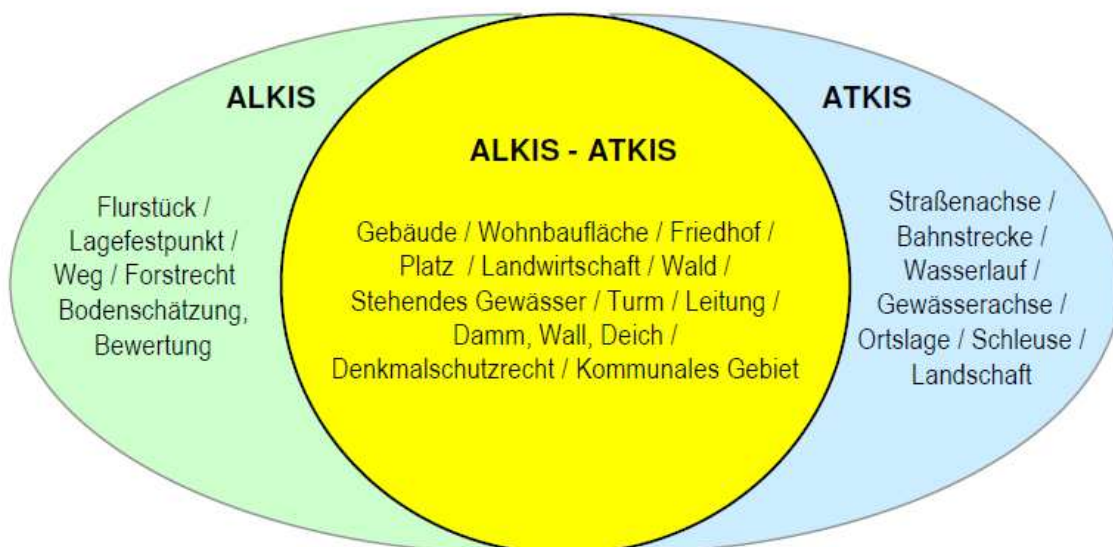 ALKIS
Flurstück /
Lagefestpunkt /
Weg / Forstrecht
Bodenschätzung,
Bewertung
ALKIS - ATKIS
Gebäude / Wohnbaufläche / Friedhof /
Platz / Landwirtschaft / Wald /
Stehendes Gewässer / Turm / Leitung /
Damm, Wall, Deich /
Denkmalschutzrecht / Kommunales Gebiet
ATKIS
Straßenachse /
Bahnstrecke /
Wasserlauf /
Gewässerachse /
Ortslage / Schleuse /
Landschaft